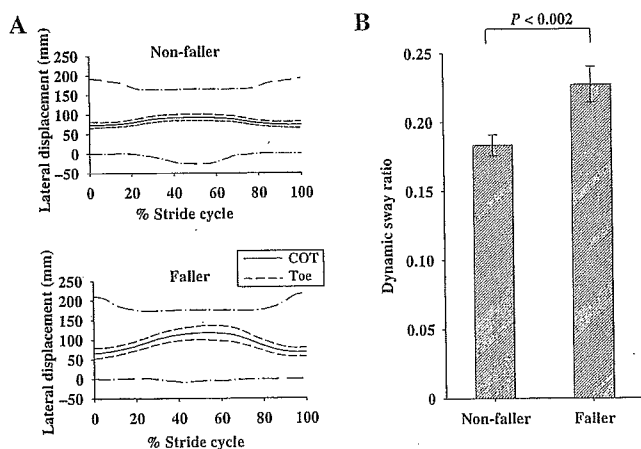 A
Non-faller
Lateral displacement (mm)
250
200
150
100
50
0
−50
0 20 40 60 80 100
% Stride cycle
Faller
COT
Toe
Lateral displacement (mm)
250
200
150
100
50
0
−50
0 20 40 60 80 100
% Stride cycle
B
P < 0.002
Dynamic sway ratio
0.25
0.20
0.15
0.10
0.05
0
Non-faller Faller